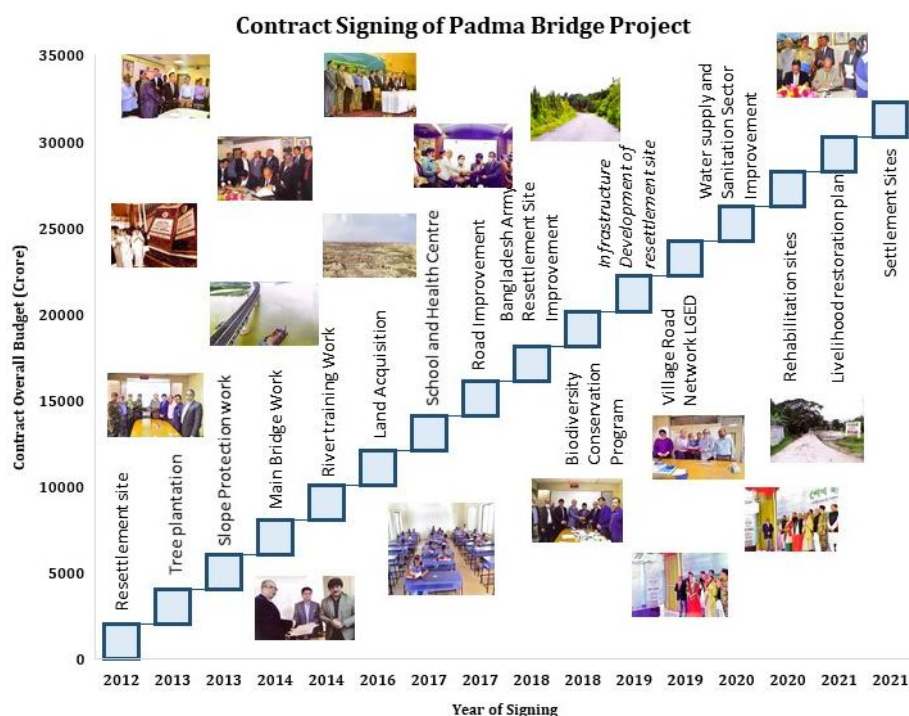 Contract Signing of Padma Bridge Project
35000
30000
25000
20000
15000
10000
5000
0
Contract Overall Budget (Crore)
Resettlement site
Tree plantation
Slope Protection work
Main Bridge Work
River training Work
Land Acquisition
School and Health Centre
Road Improvement
Bangladesh Army
Resettlement Site
Improvement
Biodiversity
Conservation
Program
Infrastructure
Development of
resettlement site
Village Road
Network LGED
Water supply and
Sanitation Sector
Improvement
Rehabilitation sites
Livelihood restoration plan
Settlement Sites
2012 2013 2013 2014 2014 2016 2017 2017 2018 2018 2019 2019 2020 2020 2021 2021
Year of Signing